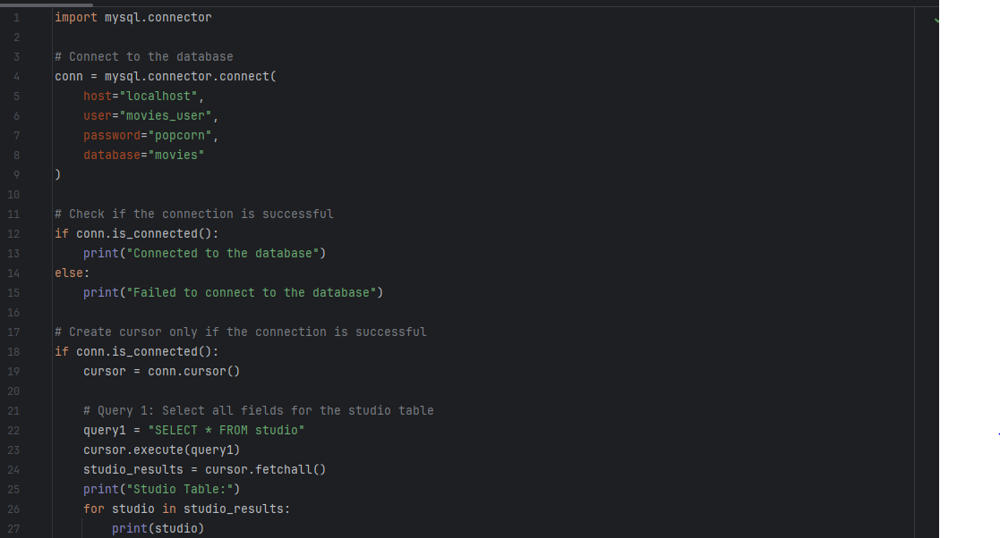 1 import mysql.connector
2
3 # Connect to the database
4 conn = mysql.connector.connect(
5     host="localhost",
6     user="movies_user",
7     password="popcorn",
8     database="movies"
9 )
10
11 # Check if the connection is successful
12 if conn.is_connected():
13     print("Connected to the database")
14 else:
15     print("Failed to connect to the database")
16
17 # Create cursor only if the connection is successful
18 if conn.is_connected():
19     cursor = conn.cursor()
20
21     # Query 1: Select all fields for the studio table
22     query1 = "SELECT * FROM studio"
23     cursor.execute(query1)
24     studio_results = cursor.fetchall()
25     print("Studio Table:")
26     for studio in studio_results:
27         print(studio)